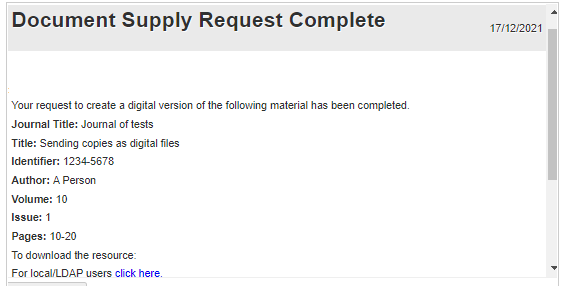 Document Supply Request Complete
17/12/2021
Your request to create a digital version of the following material has been completed.
Journal Title: Journal of tests
Title: Sending copies as digital files
Identifier: 1234-5678
Author: A Person
Volume: 10
Issue: 1
Pages: 10-20
To download the resource:
For local/LDAP users click here.